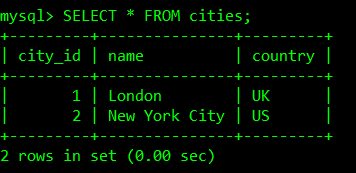 mysql> SELECT * FROM cities;
+---------+---------------+---------+
| city_id | name          | country |
+---------+---------------+---------+
|       1 | London        | UK      |
|       2 | New York City | US      |
+---------+---------------+---------+
2 rows in set (0.00 sec)